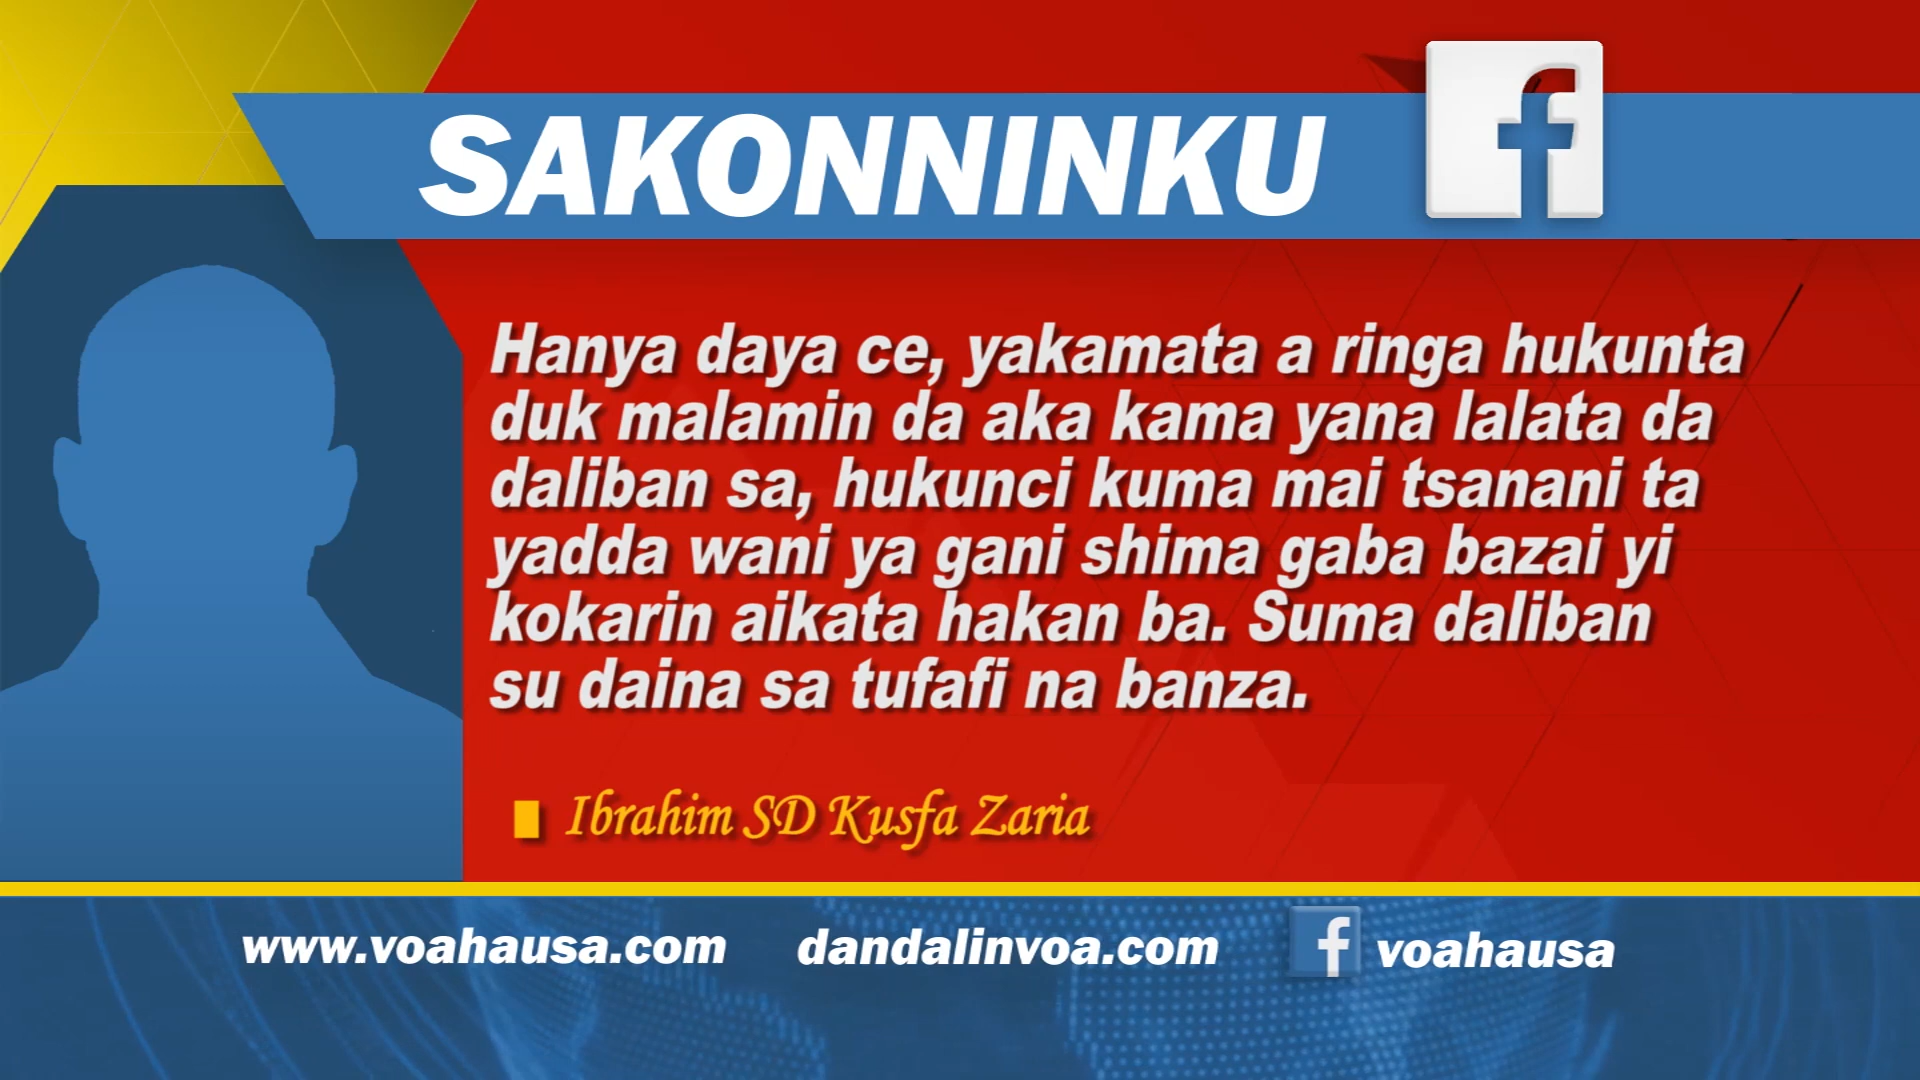 SAKONNINKU
Hanya daya ce, yakamata a ringa hukunta
duk malamin da aka kama yana lalata da
daliban sa, hukunci kuma mai tsanani ta
yadda wani ya gani shima gaba bazai yi
kokarin aikata hakan ba. Suma daliban
su daina sa tufafi na banza.
Ibrahim SD Kusfa Zaria
www.voahausa.com dandalinvoa.com f voahausa